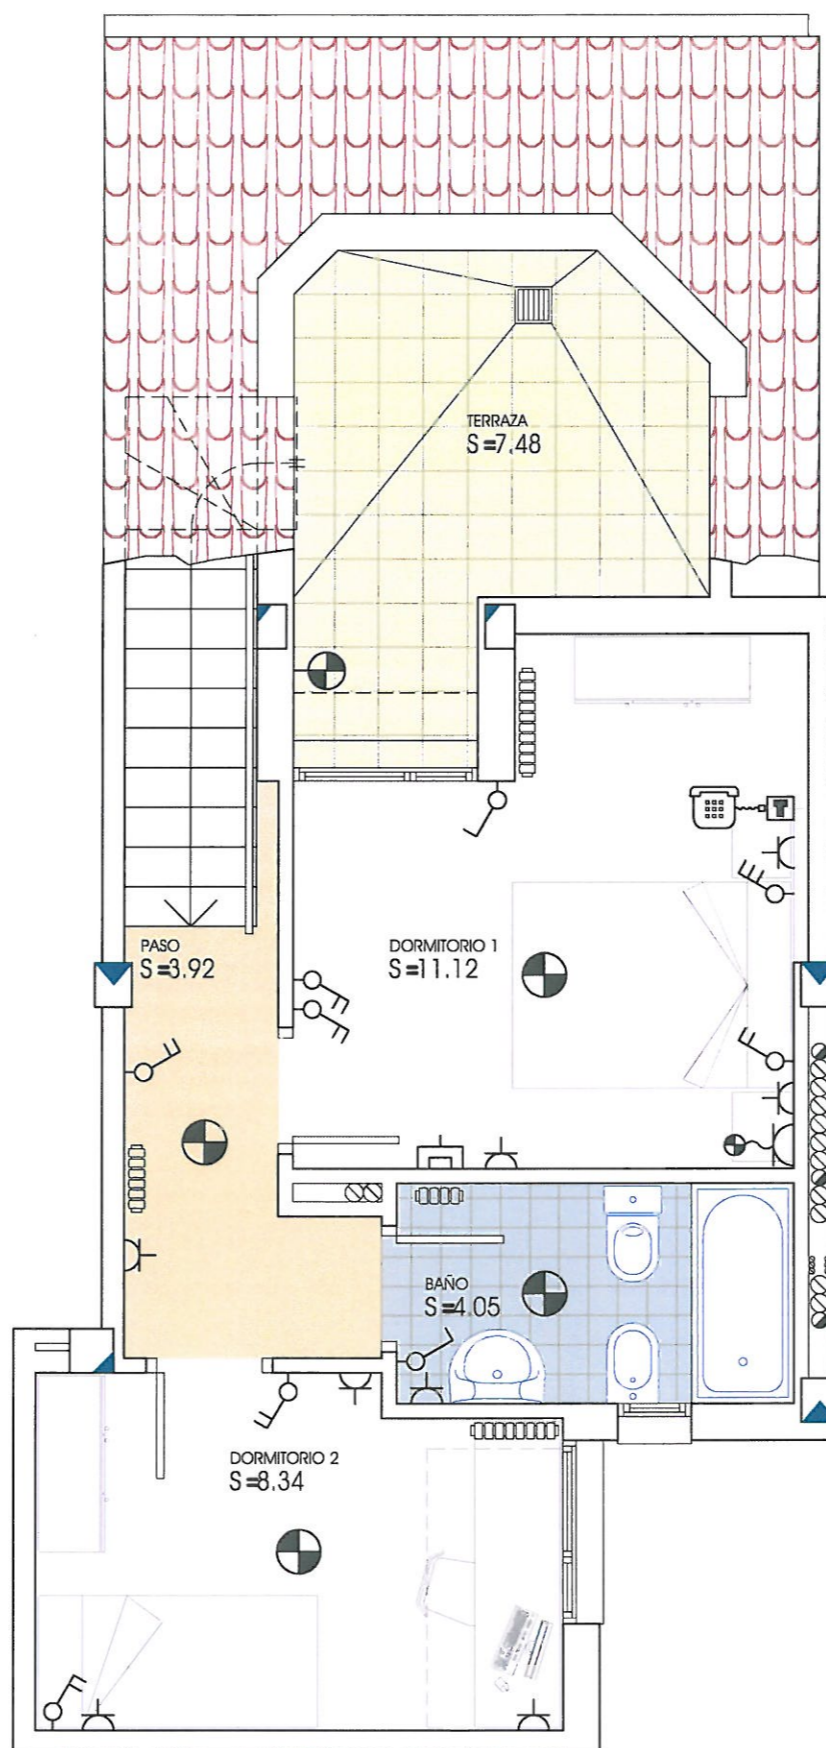 TERRAZA
S=7.48
PASO
S=3.92
DORMITORIO 1
S=11.12
T
BAÑO
S=4.05
DORMITORIO 2
S=8.34